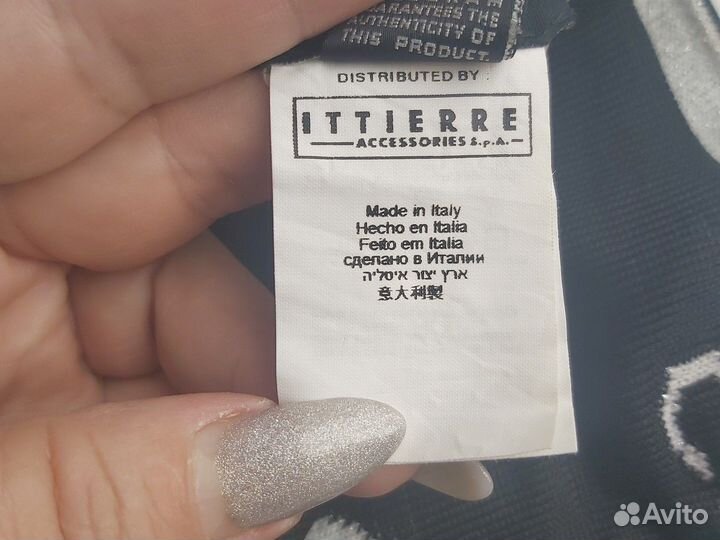 GUARANTEES THE
AUTHENTICITY OF
THIS PRODUCT.
DISTRIBUTED BY :
ITTIERRE
ACCESSORIES S.p.A.
Made in Italy
Hecho en Italia
Feito em Italia
сделано в Италии
ארץ יצור איטליה
意大利製
Avito